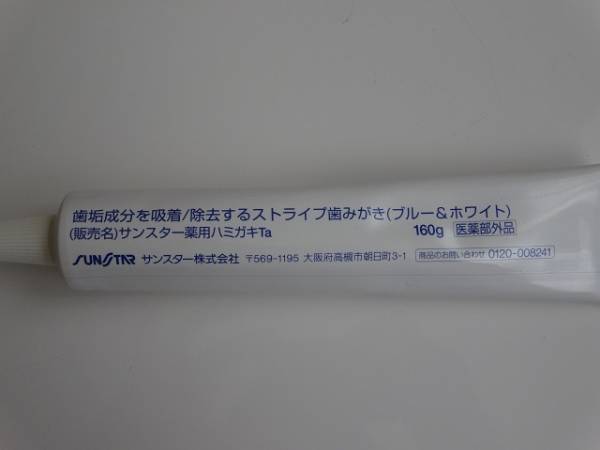 歯垢成分を吸着/除去するストライプ歯みがき(ブルー&ホワイト)
(販売名)サンスター薬用ハミガキTa 160g 医薬部外品
SUNSTAR サンスター株式会社 〒569-1195 大阪府高槻市朝日町3-1 商品のお問い合わせ 0120-008241